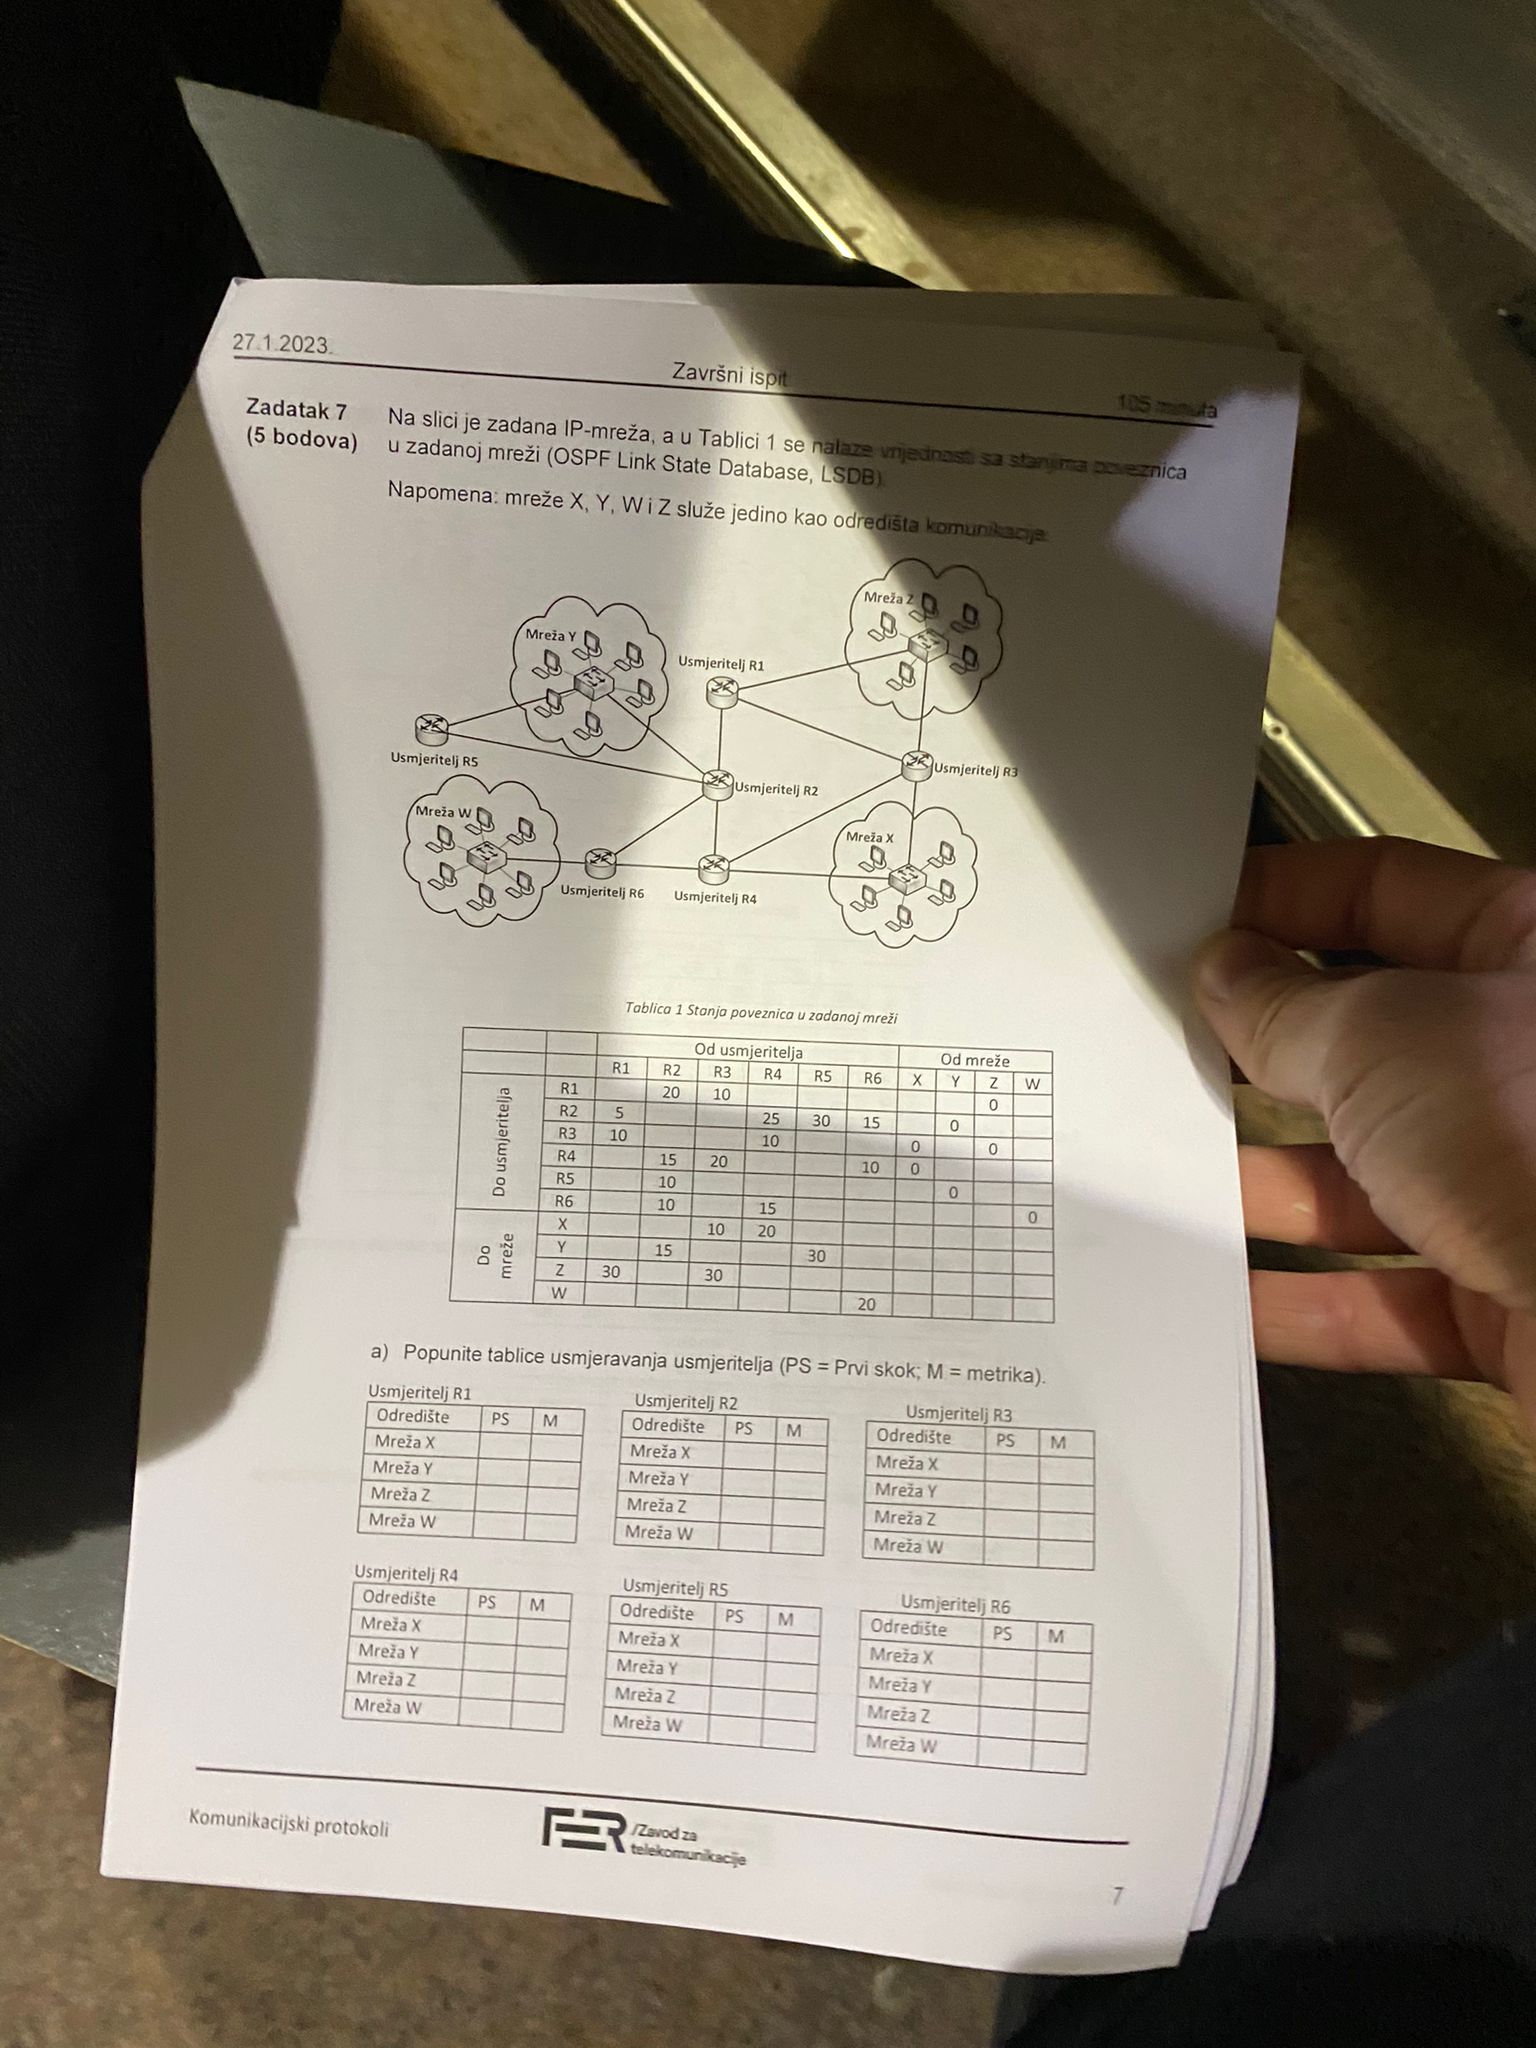 27.1.2023.
Završni ispit
105 minuta
Zadatak 7
(5 bodova)
Na slici je zadana IP-mreža, a u Tablici 1 se nalaze vrijednosti sa stanjima poveznica
u zadanoj mreži (OSPF Link State Database, LSDB).
Napomena: mreže X, Y, W i Z služe jedino kao odredišta komunikacije.
Mreža Z
Mreža Y
Usmjeritelj R1
Usmjeritelj R5
Usmjeritelj R3
Usmjeritelj R2
Mreža W
Mreža X
Usmjeritelj R6
Usmjeritelj R4
Tablica 1 Stanja poveznica u zadanoj mreži
Od usmjeritelja Od mreže
R1 R2 R3 R4 R5 R6 X Y Z W
Do usmjeritelja
R1 20 10 0
R2 5 25 30 15 0
R3 10 10 0 0
R4 15 20 10 0
R5 10 0
R6 10 15 0
Do mreže
X 10 20
Y 15 30
Z 30 30
W 20
a) Popunite tablice usmjeravanja usmjeritelja (PS = Prvi skok; M = metrika).
Usmjeritelj R1
Odredište PS M
Mreža X
Mreža Y
Mreža Z
Mreža W
Usmjeritelj R2
Odredište PS M
Mreža X
Mreža Y
Mreža Z
Mreža W
Usmjeritelj R3
Odredište PS M
Mreža X
Mreža Y
Mreža Z
Mreža W
Usmjeritelj R4
Odredište PS M
Mreža X
Mreža Y
Mreža Z
Mreža W
Usmjeritelj R5
Odredište PS M
Mreža X
Mreža Y
Mreža Z
Mreža W
Usmjeritelj R6
Odredište PS M
Mreža X
Mreža Y
Mreža Z
Mreža W
Komunikacijski protokoli
FER /Zavod za
telekomunikacije
7